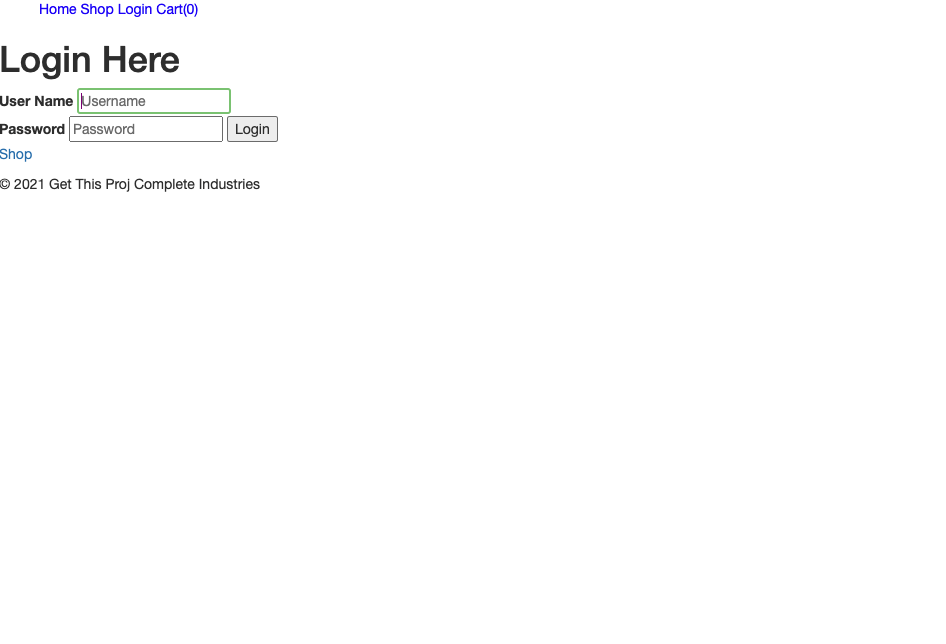 Home Shop Login Cart(0)
Login Here
User Name Username
Password Password Login
Shop
© 2021 Get This Proj Complete Industries